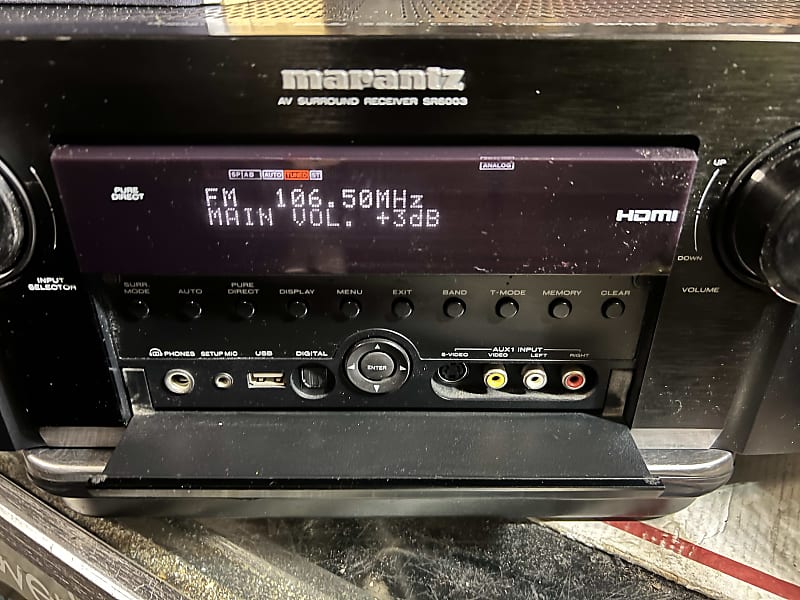 marantz
AV SURROUND RECEIVER SR6003
PURE DIRECT
SP A B AUTO TUNED ST
ANALOG
FM 106.50MHz
MAIN VOL. +3dB
HDMI
UP
DOWN
VOLUME
INPUT SELECTOR
SURR. MODE
AUTO
PURE DIRECT
DISPLAY
MENU
EXIT
BAND
T-MODE
MEMORY
CLEAR
PHONES
SETUP MIC
USB
DIGITAL
ENTER
AUX1 INPUT
S-VIDEO
VIDEO
LEFT
RIGHT